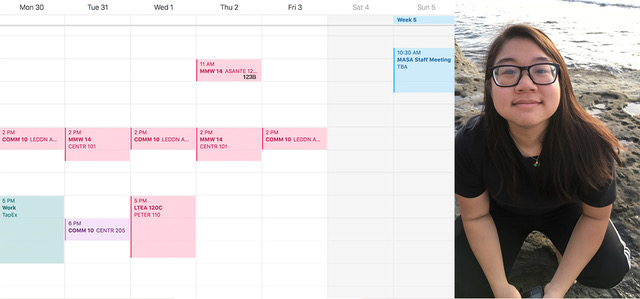 Mon 30
Tue 31
Wed 1
Thu 2
Fri 3
Sat 4
Sun 5
Week 5
10:30 AM
MASA Staff Meeting
TBA
11 AM
MMW 14 ASANTE 12...
123B
2 PM
COMM 10 LEDDN A...
2 PM
MMW 14
CENTR 101
2 PM
COMM 10 LEDDN A...
2 PM
MMW 14
CENTR 101
2 PM
COMM 10 LEDDN A...
5 PM
Work
TapEx
6 PM
COMM 10 CENTR 205
5 PM
LTEA 120C
PETER 110